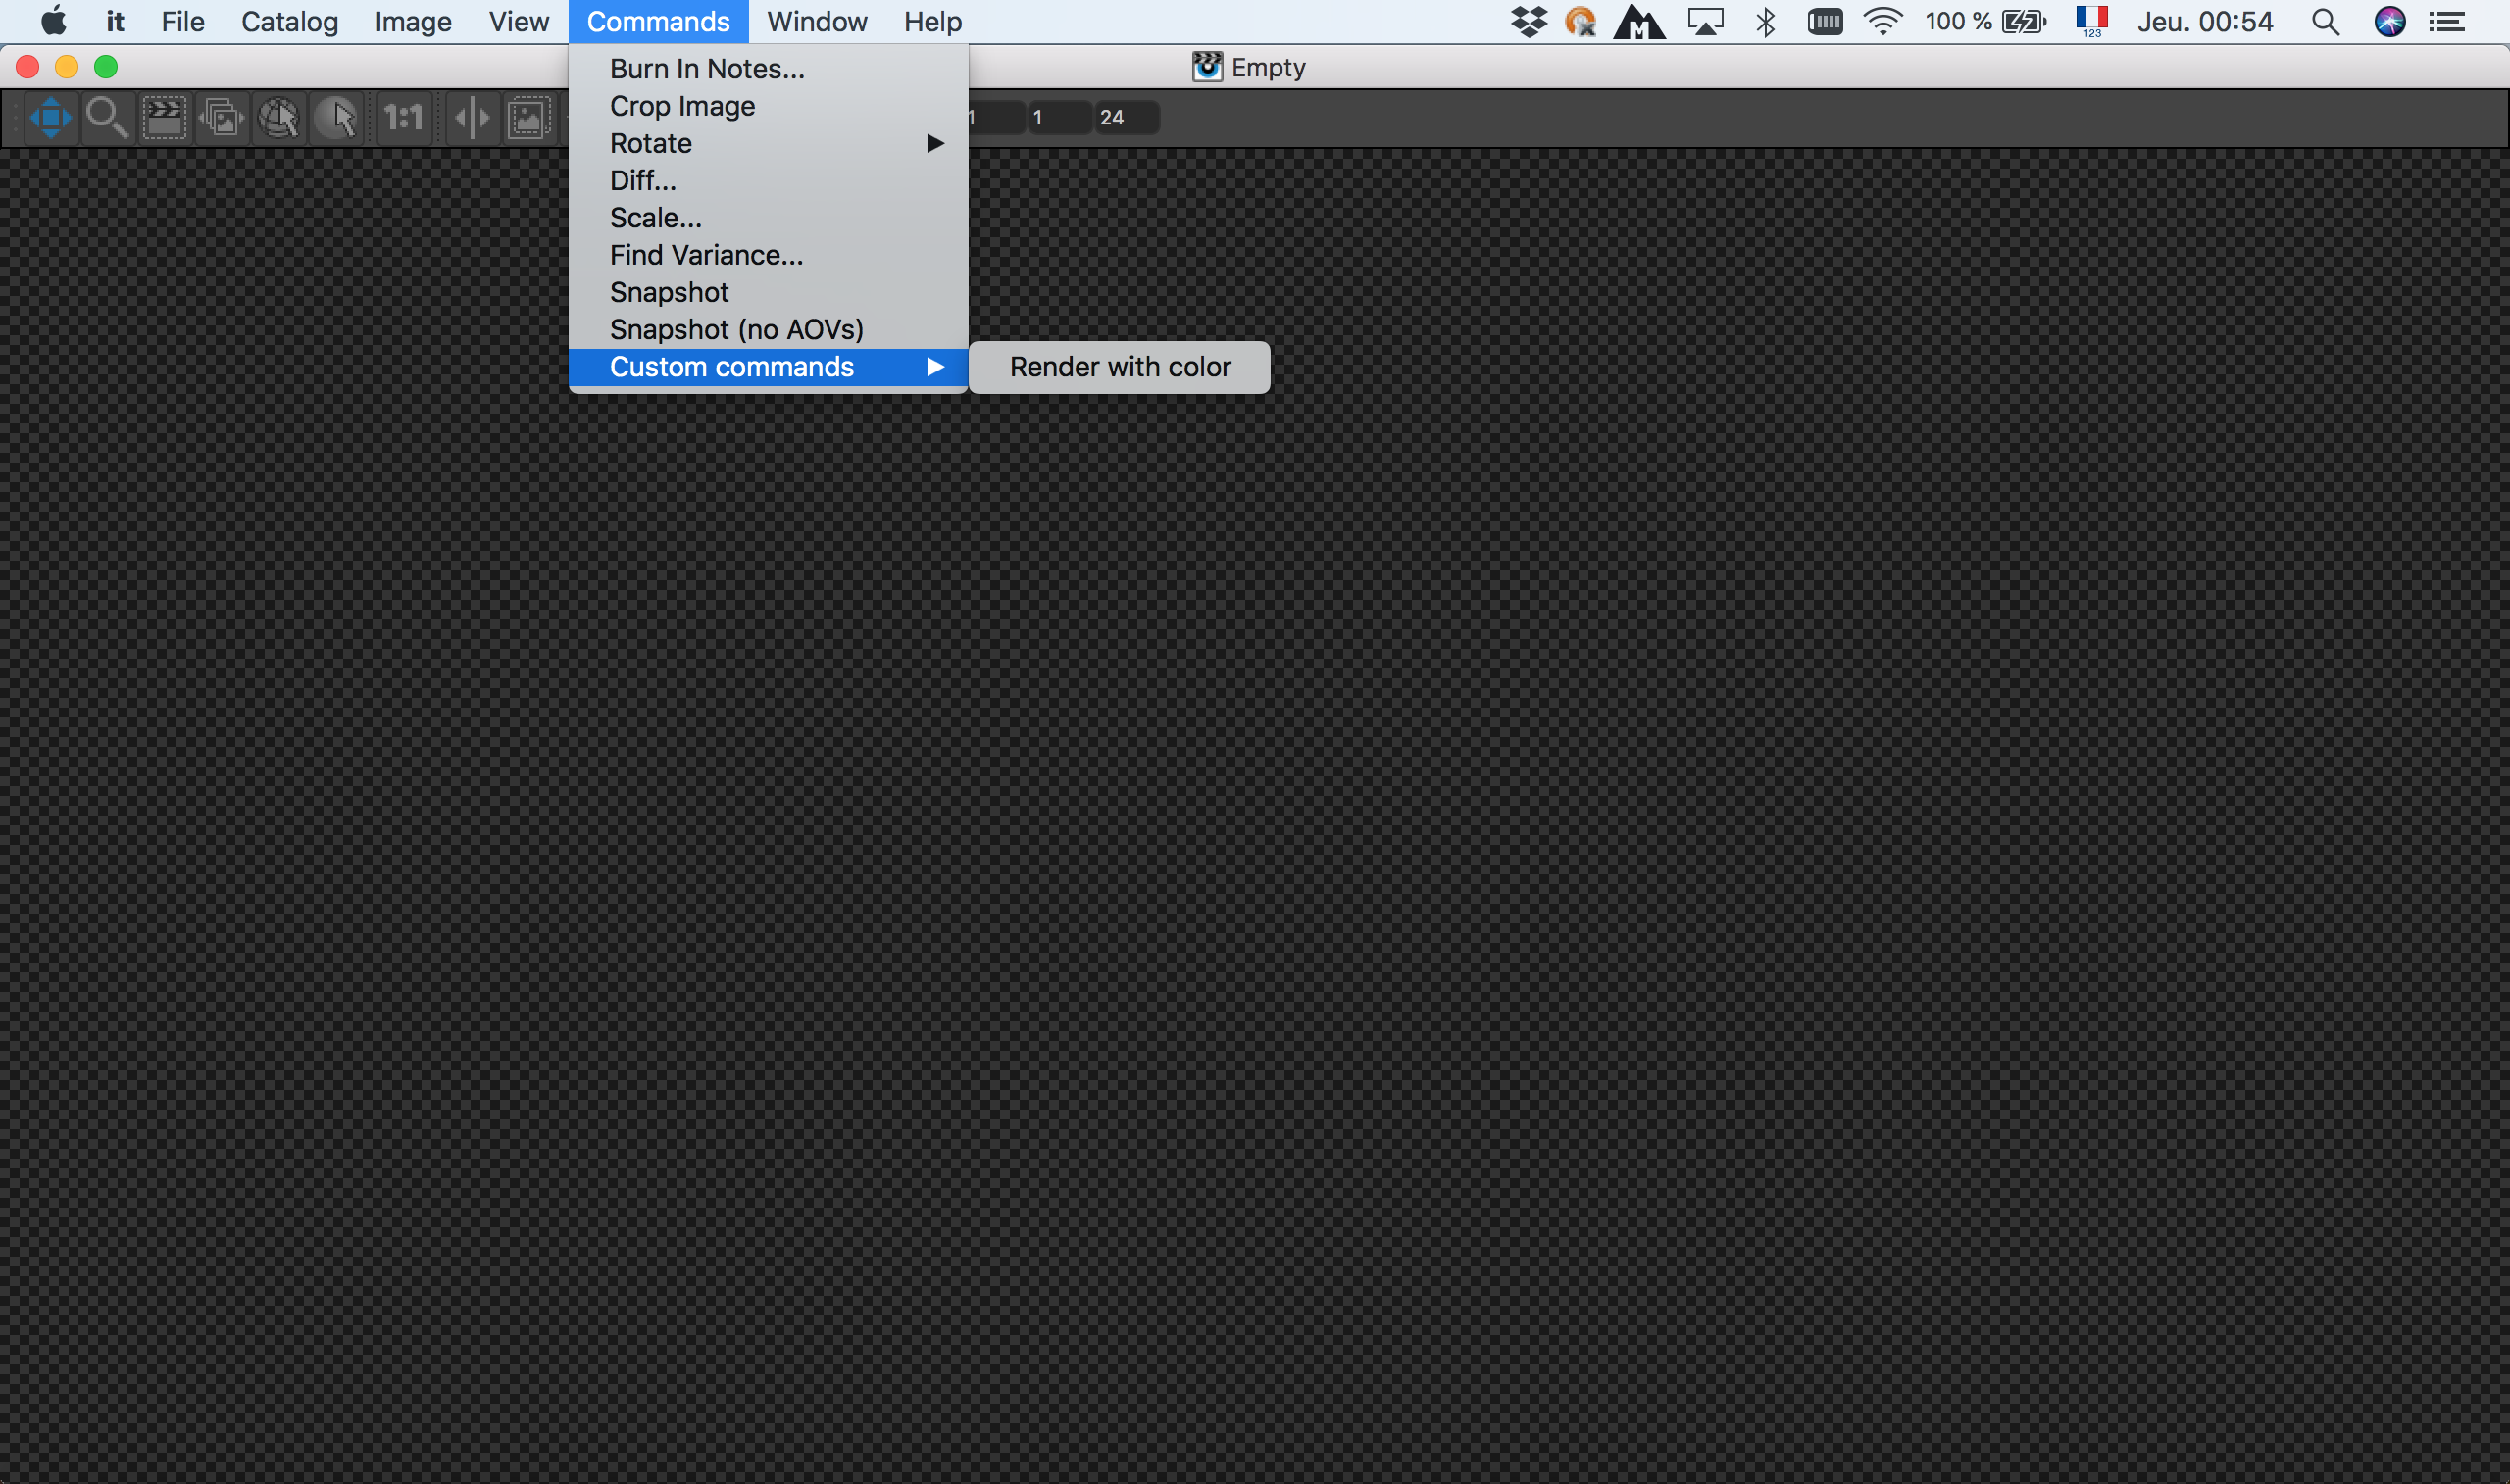 it File Catalog Image View Commands Window Help 100 % 123 Jeu. 00:54
Empty
1:1 1 1 24
Burn In Notes...
Crop Image
Rotate
Diff...
Scale...
Find Variance...
Snapshot
Snapshot (no AOVs)
Custom commands
Render with color